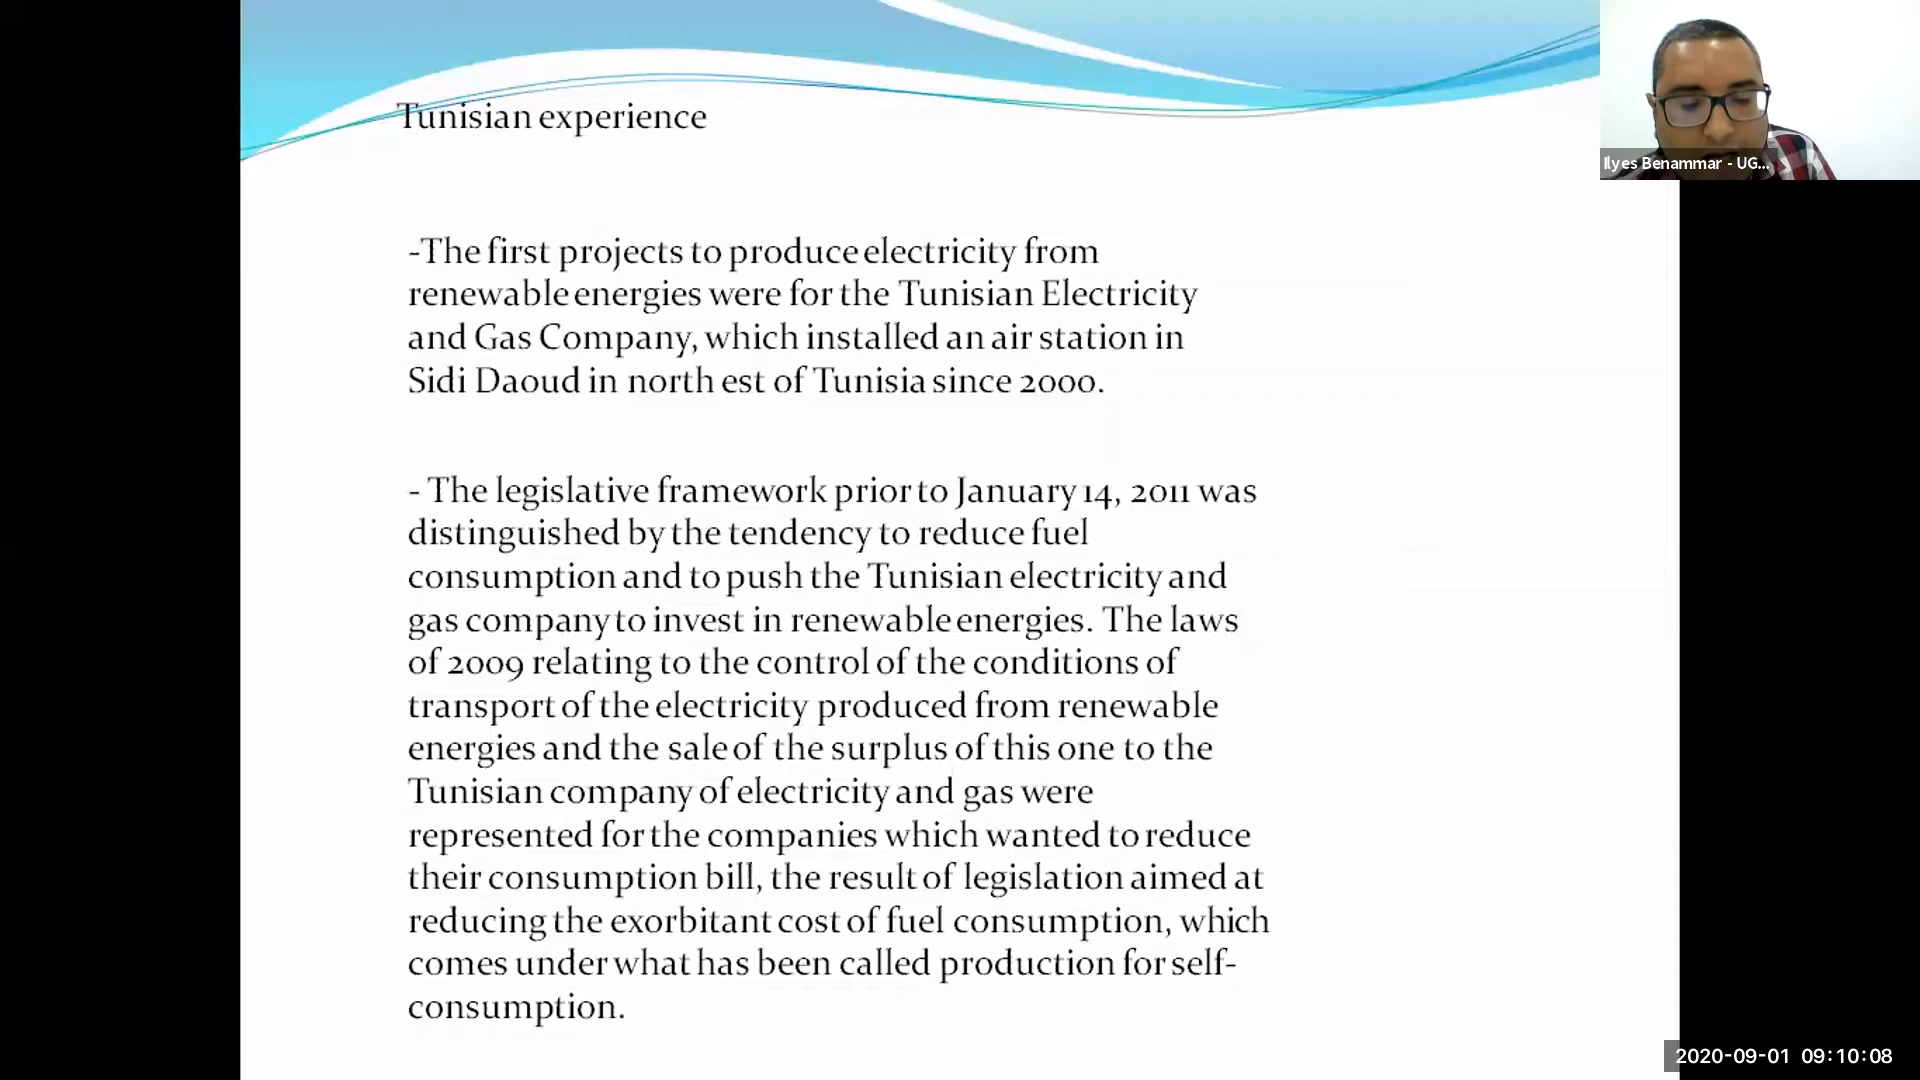 Tunisian experience
Ilyes Benammar - UG...
-The first projects to produce electricity from
renewable energies were for the Tunisian Electricity
and Gas Company, which installed an air station in
Sidi Daoud in north est of Tunisia since 2000.
- The legislative framework prior to January 14, 2011 was
distinguished by the tendency to reduce fuel
consumption and to push the Tunisian electricity and
gas company to invest in renewable energies. The laws
of 2009 relating to the control of the conditions of
transport of the electricity produced from renewable
energies and the sale of the surplus of this one to the
Tunisian company of electricity and gas were
represented for the companies which wanted to reduce
their consumption bill, the result of legislation aimed at
reducing the exorbitant cost of fuel consumption, which
comes under what has been called production for self-
consumption.
2020-09-01 09:10:08